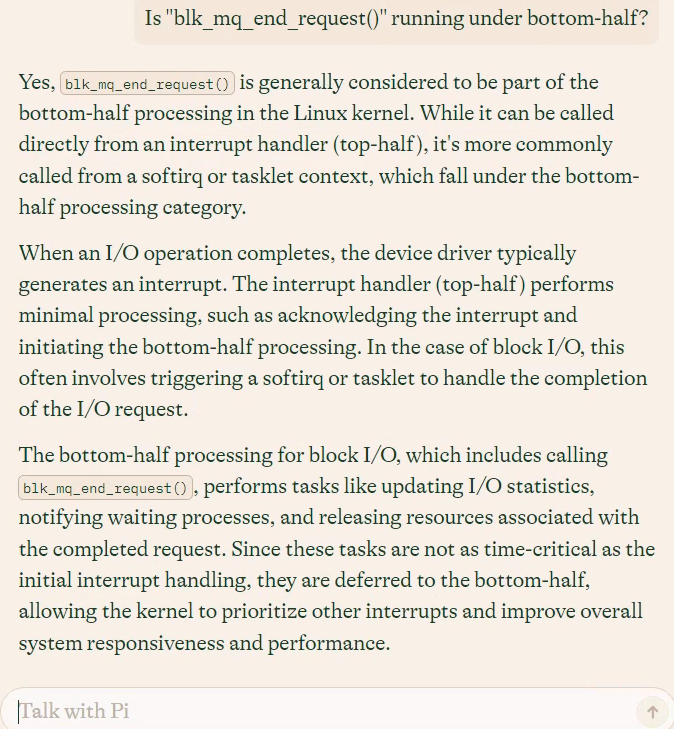 Is "blk_mq_end_request()" running under bottom-half?
Yes, blk_mq_end_request() is generally considered to be part of the
bottom-half processing in the Linux kernel. While it can be called
directly from an interrupt handler (top-half), it's more commonly
called from a softirq or tasklet context, which fall under the bottom-
half processing category.
When an I/O operation completes, the device driver typically
generates an interrupt. The interrupt handler (top-half) performs
minimal processing, such as acknowledging the interrupt and
initiating the bottom-half processing. In the case of block I/O, this
often involves triggering a softirq or tasklet to handle the completion
of the I/O request.
The bottom-half processing for block I/O, which includes calling
blk_mq_end_request(), performs tasks like updating I/O statistics,
notifying waiting processes, and releasing resources associated with
the completed request. Since these tasks are not as time-critical as the
initial interrupt handling, they are deferred to the bottom-half,
allowing the kernel to prioritize other interrupts and improve overall
system responsiveness and performance.
Talk with Pi